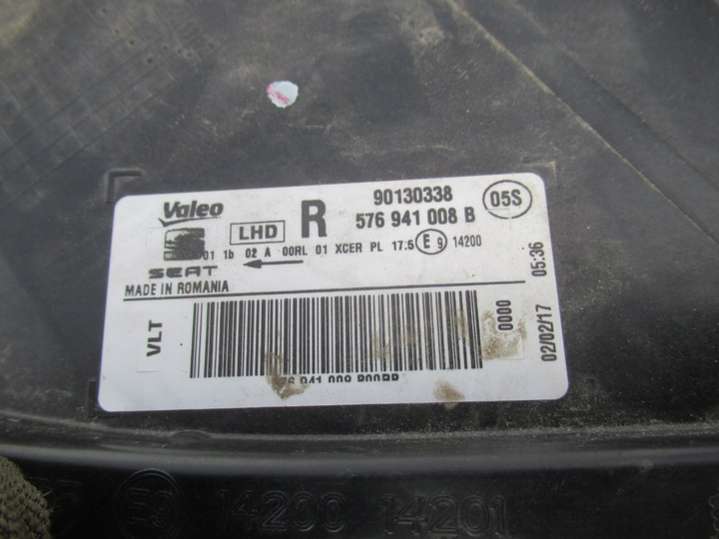 Valeo
LHD R
90130338
576 941 008 B
05S
01 1b 02 A 00RL 01 XCER PL 17.5 E 9 14200
SEAT
MADE IN ROMANIA
VLT
0000
02/02/17 05:36
14200 14201